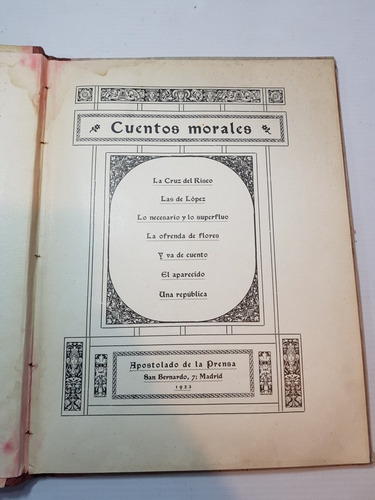 Cuentos morales
La Cruz del Risco
Las de López
Lo necesario y lo superfluo
La ofrenda de flores
Y va de cuento
El aparecido
Una república
Apostolado de la Prensa
San Bernardo, 7; Madrid
1922